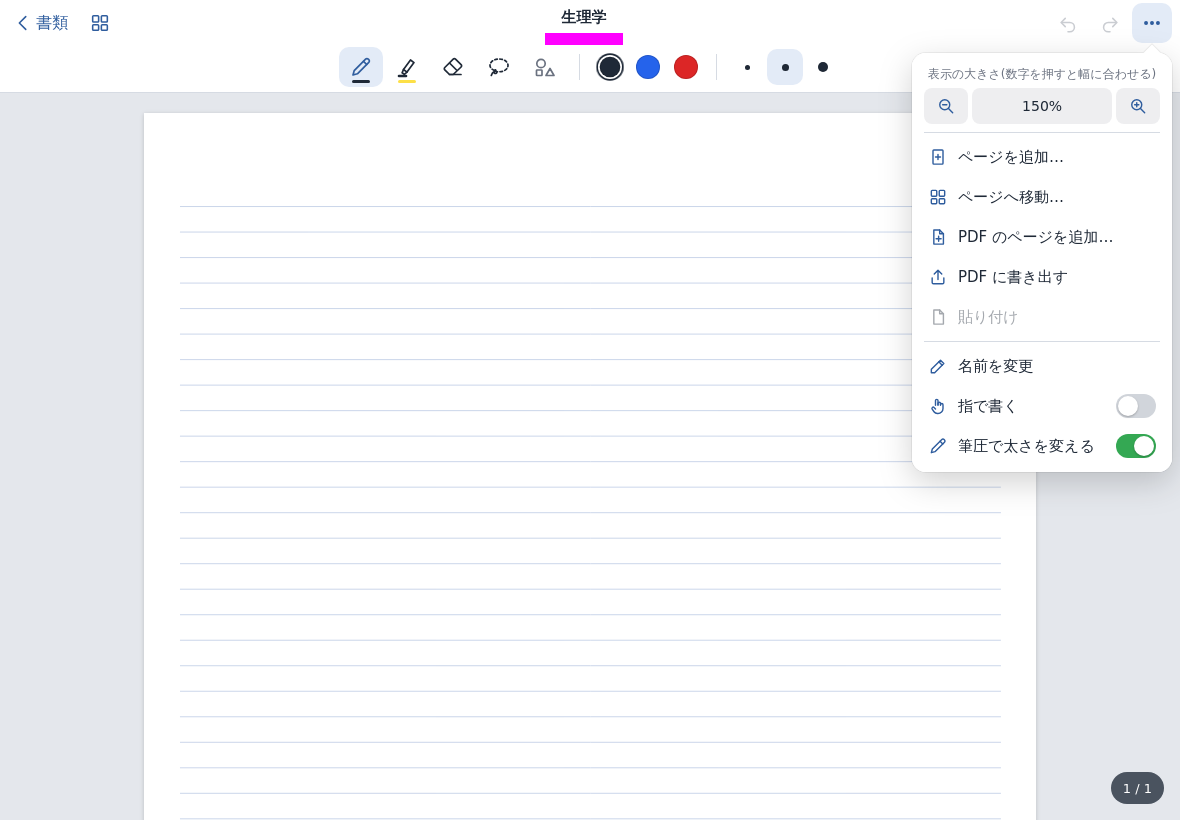 書類
生理学
表示の大きさ(数字を押すと幅に合わせる)
150%
ページを追加…
ページへ移動…
PDF のページを追加…
PDF に書き出す
貼り付け
名前を変更
指で書く
筆圧で太さを変える
1 / 1